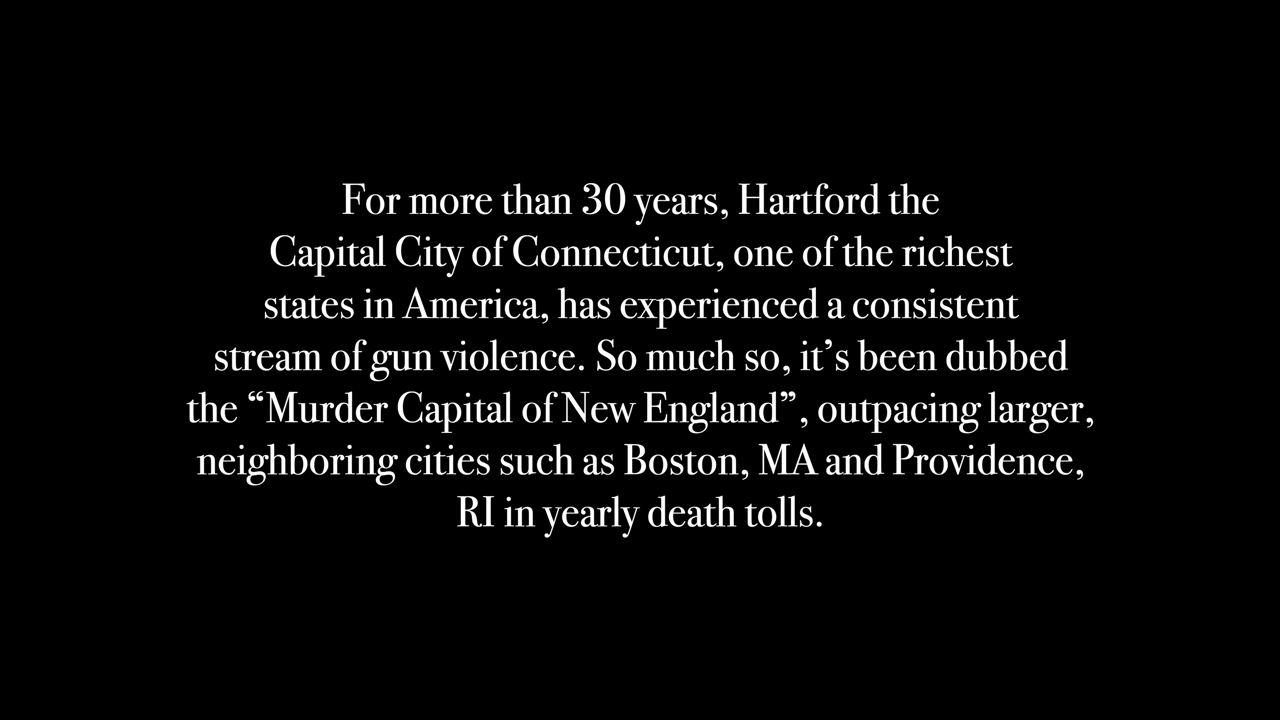 For more than 30 years, Hartford the
Capital City of Connecticut, one of the richest
states in America, has experienced a consistent
stream of gun violence. So much so, it’s been dubbed
the “Murder Capital of New England”, outpacing larger,
neighboring cities such as Boston, MA and Providence,
RI in yearly death tolls.